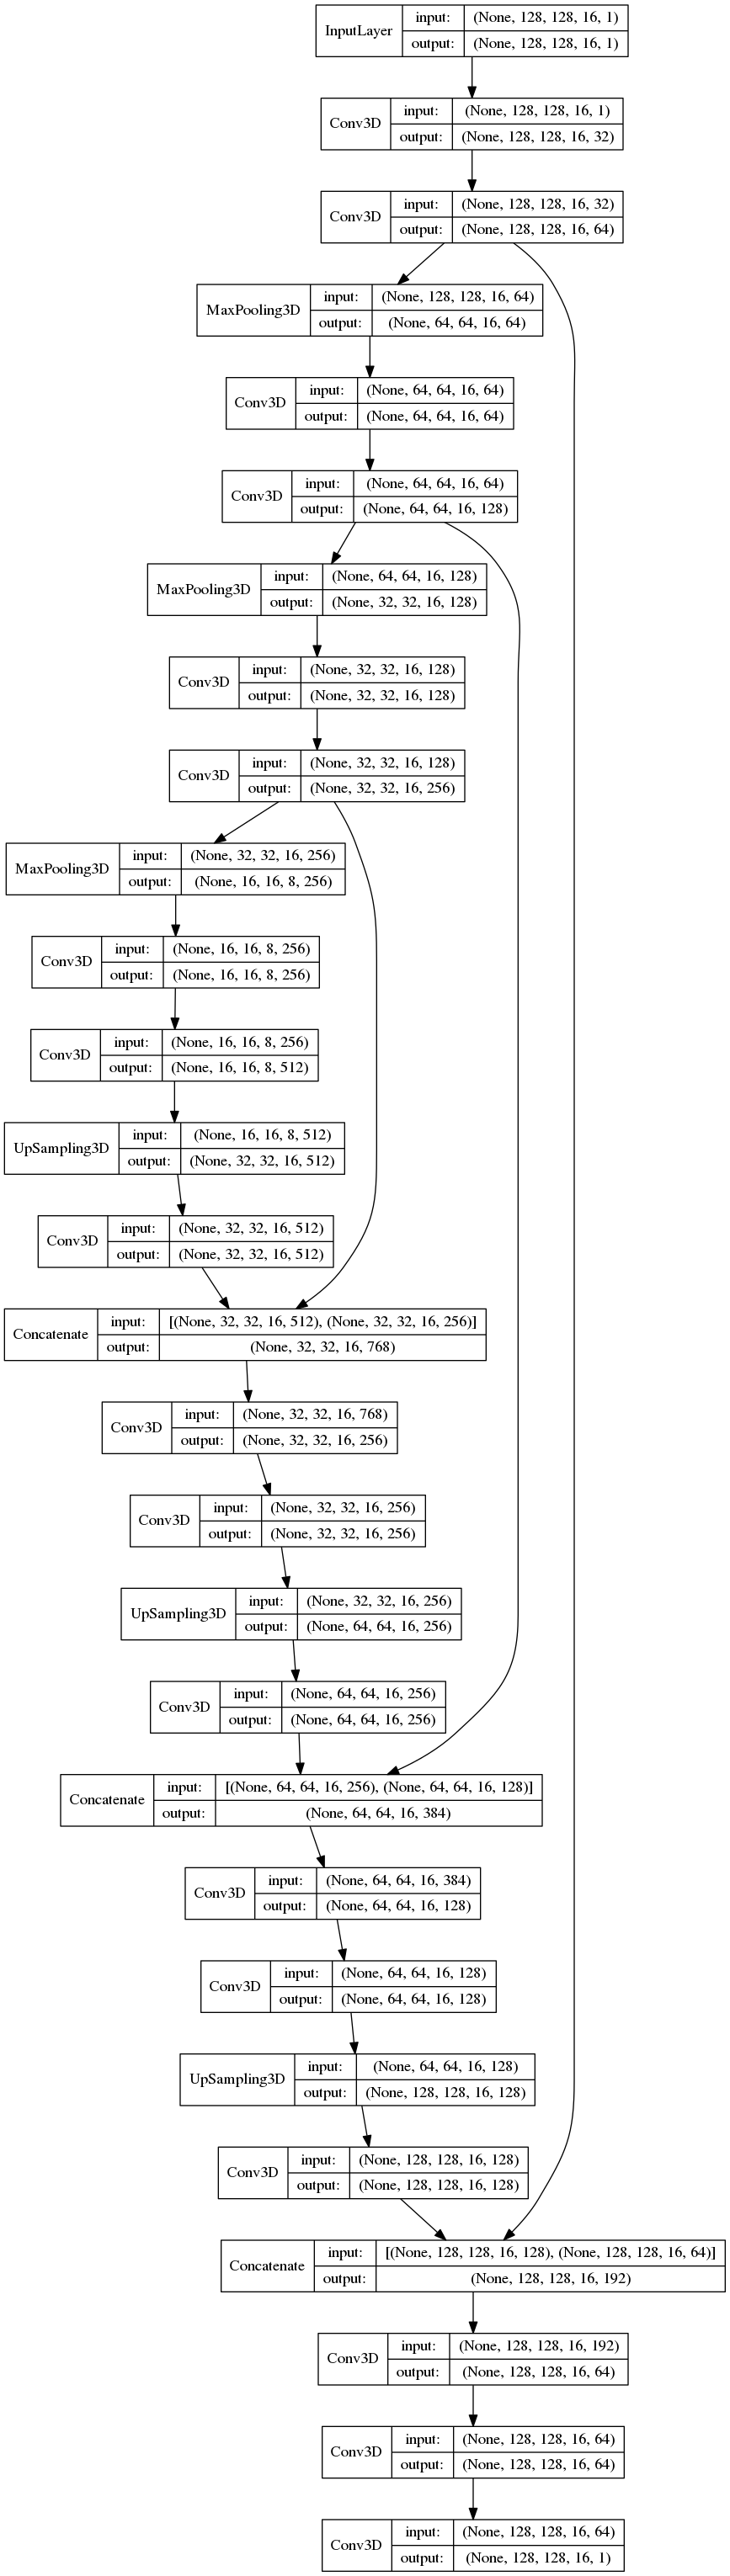 InputLayer
input: (None, 128, 128, 16, 1)
output: (None, 128, 128, 16, 1)
Conv3D
input: (None, 128, 128, 16, 1)
output: (None, 128, 128, 16, 32)
Conv3D
input: (None, 128, 128, 16, 32)
output: (None, 128, 128, 16, 64)
MaxPooling3D
input: (None, 128, 128, 16, 64)
output: (None, 64, 64, 16, 64)
Conv3D
input: (None, 64, 64, 16, 64)
output: (None, 64, 64, 16, 64)
Conv3D
input: (None, 64, 64, 16, 64)
output: (None, 64, 64, 16, 128)
MaxPooling3D
input: (None, 64, 64, 16, 128)
output: (None, 32, 32, 16, 128)
Conv3D
input: (None, 32, 32, 16, 128)
output: (None, 32, 32, 16, 128)
Conv3D
input: (None, 32, 32, 16, 128)
output: (None, 32, 32, 16, 256)
MaxPooling3D
input: (None, 32, 32, 16, 256)
output: (None, 16, 16, 8, 256)
Conv3D
input: (None, 16, 16, 8, 256)
output: (None, 16, 16, 8, 256)
Conv3D
input: (None, 16, 16, 8, 256)
output: (None, 16, 16, 8, 512)
UpSampling3D
input: (None, 16, 16, 8, 512)
output: (None, 32, 32, 16, 512)
Conv3D
input: (None, 32, 32, 16, 512)
output: (None, 32, 32, 16, 512)
Concatenate
input: [(None, 32, 32, 16, 512), (None, 32, 32, 16, 256)]
output: (None, 32, 32, 16, 768)
Conv3D
input: (None, 32, 32, 16, 768)
output: (None, 32, 32, 16, 256)
Conv3D
input: (None, 32, 32, 16, 256)
output: (None, 32, 32, 16, 256)
UpSampling3D
input: (None, 32, 32, 16, 256)
output: (None, 64, 64, 16, 256)
Conv3D
input: (None, 64, 64, 16, 256)
output: (None, 64, 64, 16, 256)
Concatenate
input: [(None, 64, 64, 16, 256), (None, 64, 64, 16, 128)]
output: (None, 64, 64, 16, 384)
Conv3D
input: (None, 64, 64, 16, 384)
output: (None, 64, 64, 16, 128)
Conv3D
input: (None, 64, 64, 16, 128)
output: (None, 64, 64, 16, 128)
UpSampling3D
input: (None, 64, 64, 16, 128)
output: (None, 128, 128, 16, 128)
Conv3D
input: (None, 128, 128, 16, 128)
output: (None, 128, 128, 16, 128)
Concatenate
input: [(None, 128, 128, 16, 128), (None, 128, 128, 16, 64)]
output: (None, 128, 128, 16, 192)
Conv3D
input: (None, 128, 128, 16, 192)
output: (None, 128, 128, 16, 64)
Conv3D
input: (None, 128, 128, 16, 64)
output: (None, 128, 128, 16, 64)
Conv3D
input: (None, 128, 128, 16, 64)
output: (None, 128, 128, 16, 1)